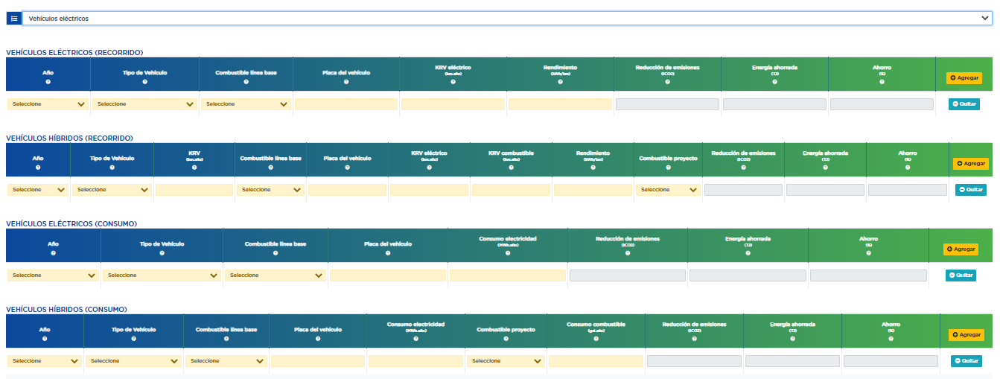 Vehículos eléctricos
VEHÍCULOS ELÉCTRICOS (RECORRIDO)
Año Tipo de Vehículo Combustible línea base Placa del vehículo KRV eléctrico (km.año) Rendimiento (kWh/km) Reducción de emisiones (tCO2) Energía ahorrada (TJ) Ahorro ($) Agregar
Seleccione Seleccione Seleccione Quitar
VEHÍCULOS HÍBRIDOS (RECORRIDO)
Año Tipo de Vehículo KRV (km.año) Combustible línea base Placa del vehículo KRV eléctrico (km.año) KRV combustible (km.año) Rendimiento (kWh/km) Combustible proyecto Reducción de emisiones (tCO2) Energía ahorrada (TJ) Ahorro ($) Agregar
Seleccione Seleccione Seleccione Seleccione Quitar
VEHÍCULOS ELÉCTRICOS (CONSUMO)
Año Tipo de Vehículo Combustible línea base Placa del vehículo Consumo electricidad (MWh.año) Reducción de emisiones (tCO2) Energía ahorrada (TJ) Ahorro ($) Agregar
Seleccione Seleccione Seleccione Quitar
VEHÍCULOS HÍBRIDOS (CONSUMO)
Año Tipo de Vehículo Combustible línea base Placa del vehículo Consumo electricidad (MWh.año) Combustible proyecto Consumo combustible (gal.año) Reducción de emisiones (tCO2) Energía ahorrada (TJ) Ahorro ($) Agregar
Seleccione Seleccione Seleccione Seleccione Quitar